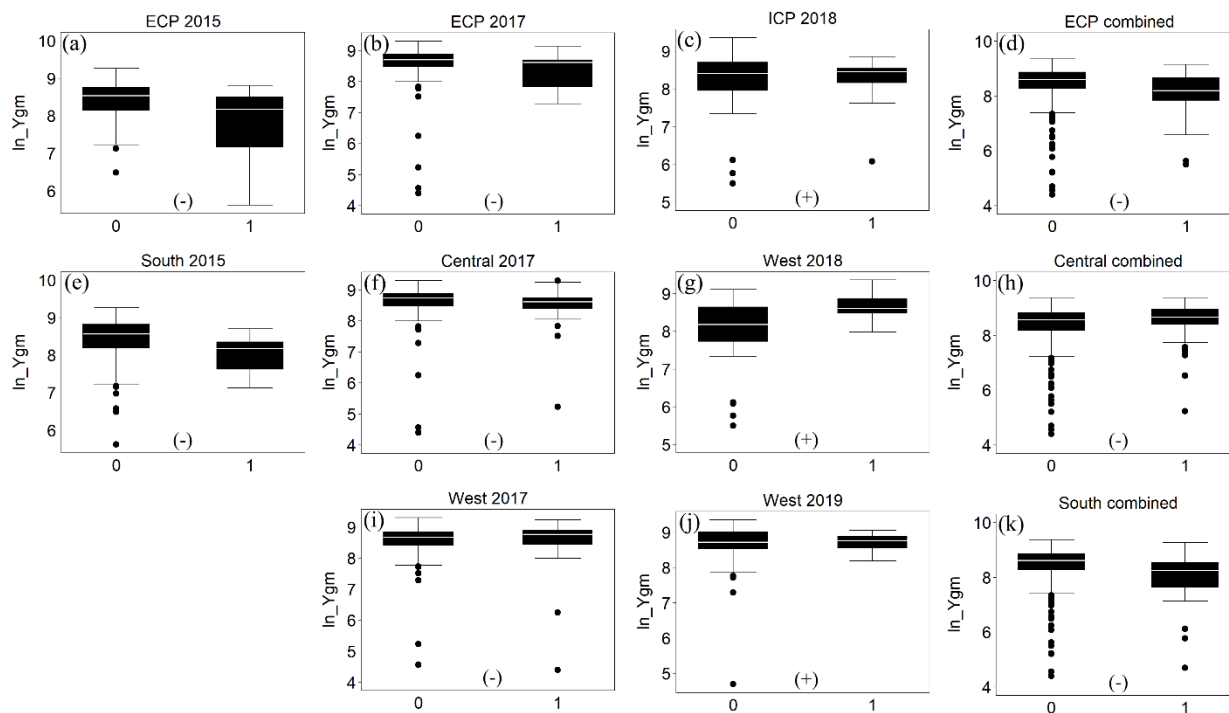 ECP 2015
(a)
ln_Ygm
10
9
8
7
6
(-)
0 1
ECP 2017
(b)
ln_Ygm
9
8
7
6
5
4
(-)
0 1
ICP 2018
(c)
ln_Ygm
9
8
7
6
5
(+)
0 1
ECP combined
(d)
ln_Ygm
10
8
6
4
(-)
0 1
South 2015
(e)
ln_Ygm
10
9
8
7
6
(-)
0 1
Central 2017
(f)
ln_Ygm
9
8
7
6
5
4
(-)
0 1
West 2018
(g)
ln_Ygm
9
8
7
6
5
(+)
0 1
Central combined
(h)
ln_Ygm
10
8
6
4
(-)
0 1
West 2017
(i)
ln_Ygm
9
8
7
6
5
4
(-)
0 1
West 2019
(j)
ln_Ygm
9
8
7
6
5
(+)
0 1
South combined
(k)
ln_Ygm
10
8
6
4
(-)
0 1